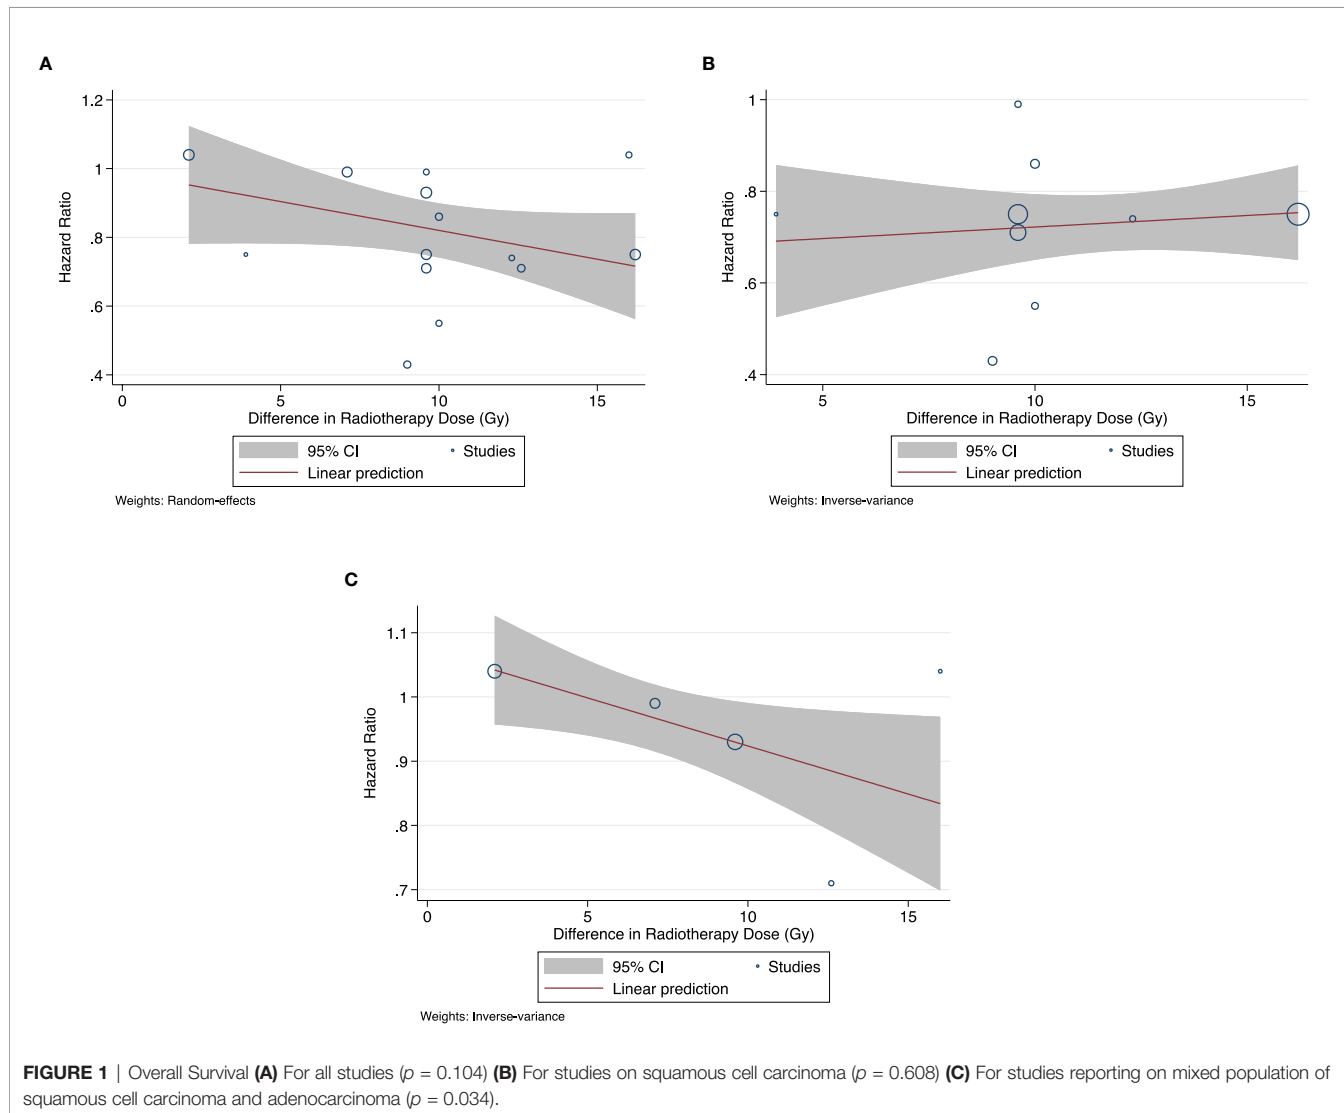 A
1.2
1
.8
.6
.4
Hazard Ratio
0 5 10 15
Difference in Radiotherapy Dose (Gy)
95% CI Studies
Linear prediction
Weights: Random-effects
B
1
.8
.6
.4
Hazard Ratio
5 10 15
Difference in Radiotherapy Dose (Gy)
95% CI Studies
Linear prediction
Weights: Inverse-variance
C
1.1
1
.9
.8
.7
Hazard Ratio
0 5 10 15
Difference in Radiotherapy Dose (Gy)
95% CI Studies
Linear prediction
Weights: Inverse-variance
FIGURE 1 | Overall Survival (A) For all studies (p = 0.104) (B) For studies on squamous cell carcinoma (p = 0.608) (C) For studies reporting on mixed population of
squamous cell carcinoma and adenocarcinoma (p = 0.034).